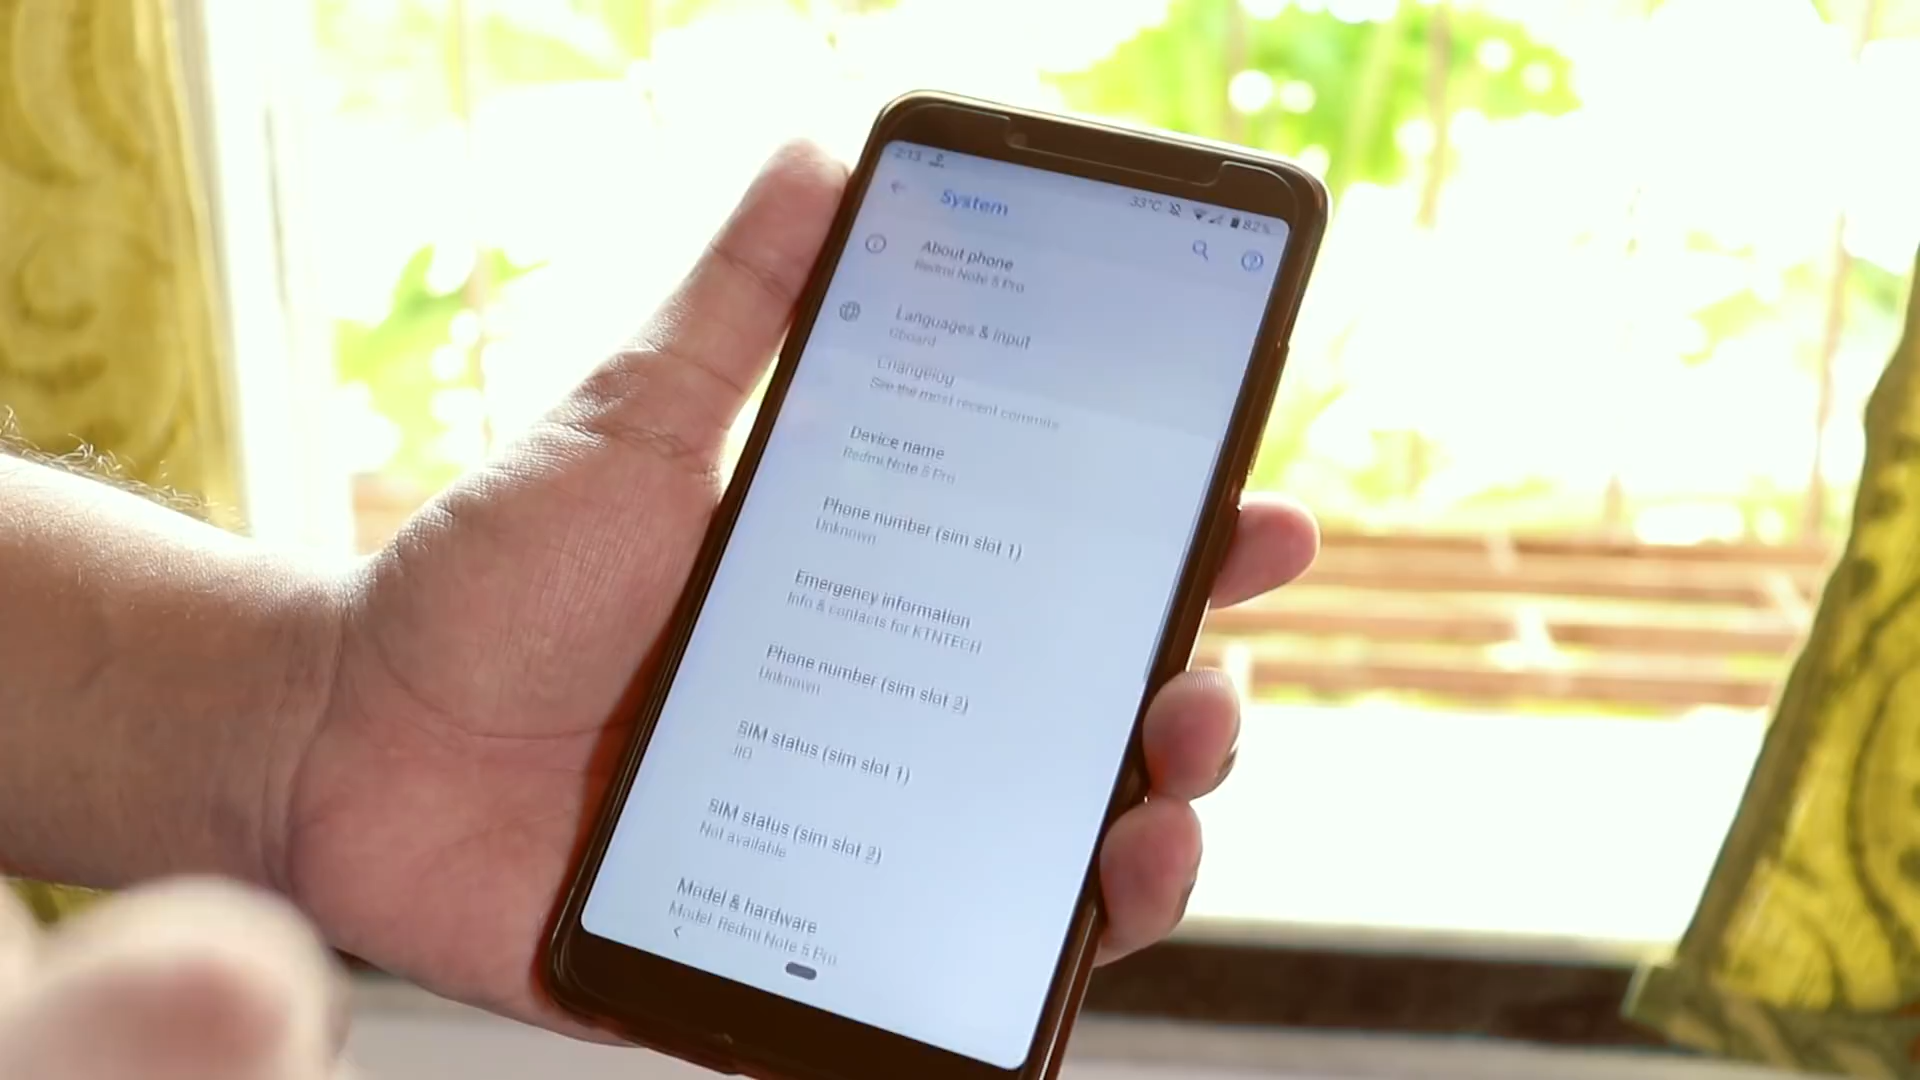 2:13
33°C 82%
System
About phone
Redmi Note 5 Pro
Languages & input
Gboard
Changelog
See the most recent commits
Device name
Redmi Note 5 Pro
Phone number (sim slot 1)
Unknown
Emergency information
Info & contacts for KTNTECH
Phone number (sim slot 2)
Unknown
SIM status (sim slot 1)
JIO
SIM status (sim slot 2)
Not available
Model & hardware
Model: Redmi Note 5 Pro